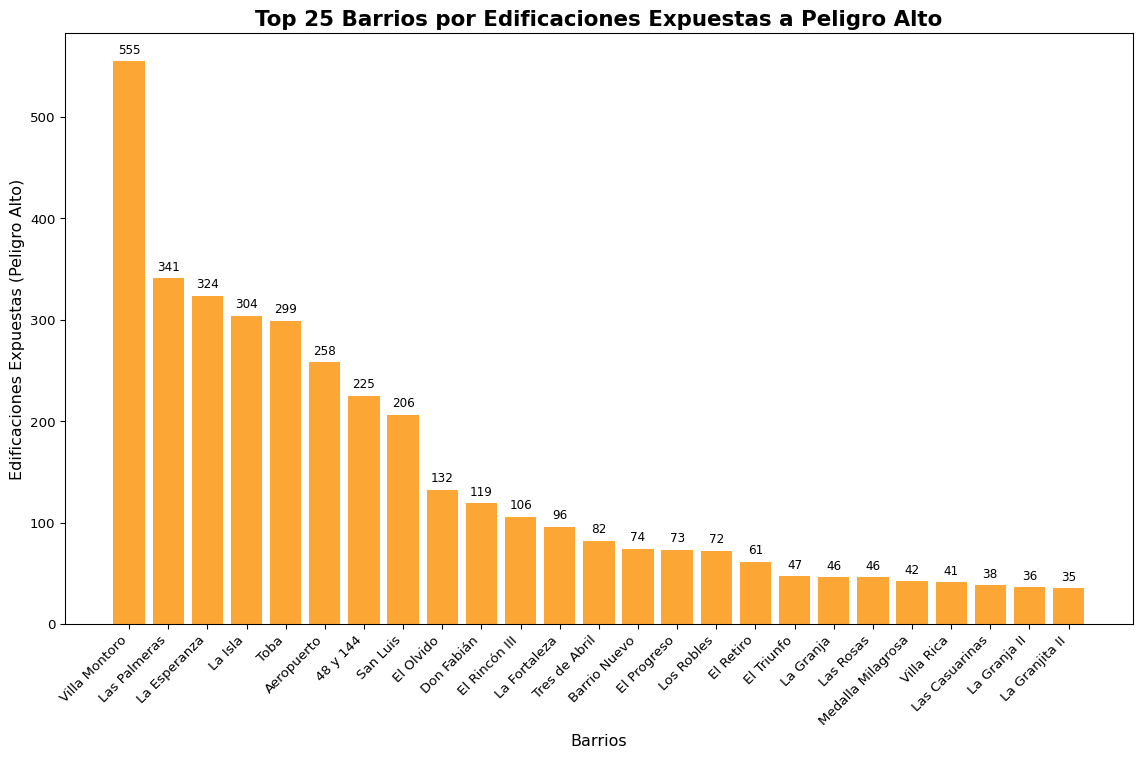 Top 25 Barrios por Edificaciones Expuestas a Peligro Alto
Edificaciones Expuestas (Peligro Alto)
500
400
300
200
100
0
555
341
324
304
299
258
225
206
132
119
106
96
82
74
73
72
61
47
46
46
42
41
38
36
35
Villa Montoro
Las Palmeras
La Esperanza
La Isla
Toba
Aeropuerto
48 y 144
San Luis
El Olvido
Don Fabián
El Rincón III
La Fortaleza
Tres de Abril
Barrio Nuevo
El Progreso
Los Robles
El Retiro
El Triunfo
La Granja
Las Rosas
Medalla Milagrosa
Villa Rica
Las Casuarinas
La Granja II
La Granjita II
Barrios